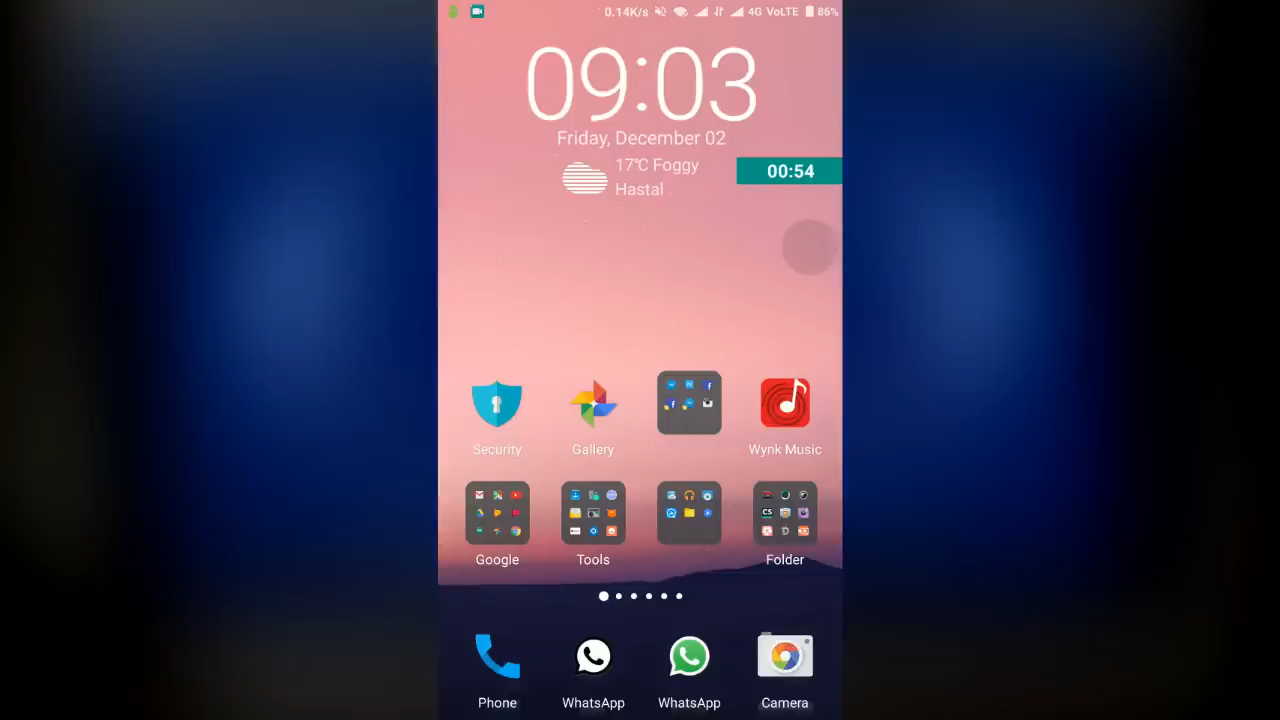 0.14K/s 4G VoLTE 86%
09:03
Friday, December 02
17℃ Foggy
Hastal
00:54
Security Gallery Wynk Music
Google Tools Folder
Phone WhatsApp WhatsApp Camera